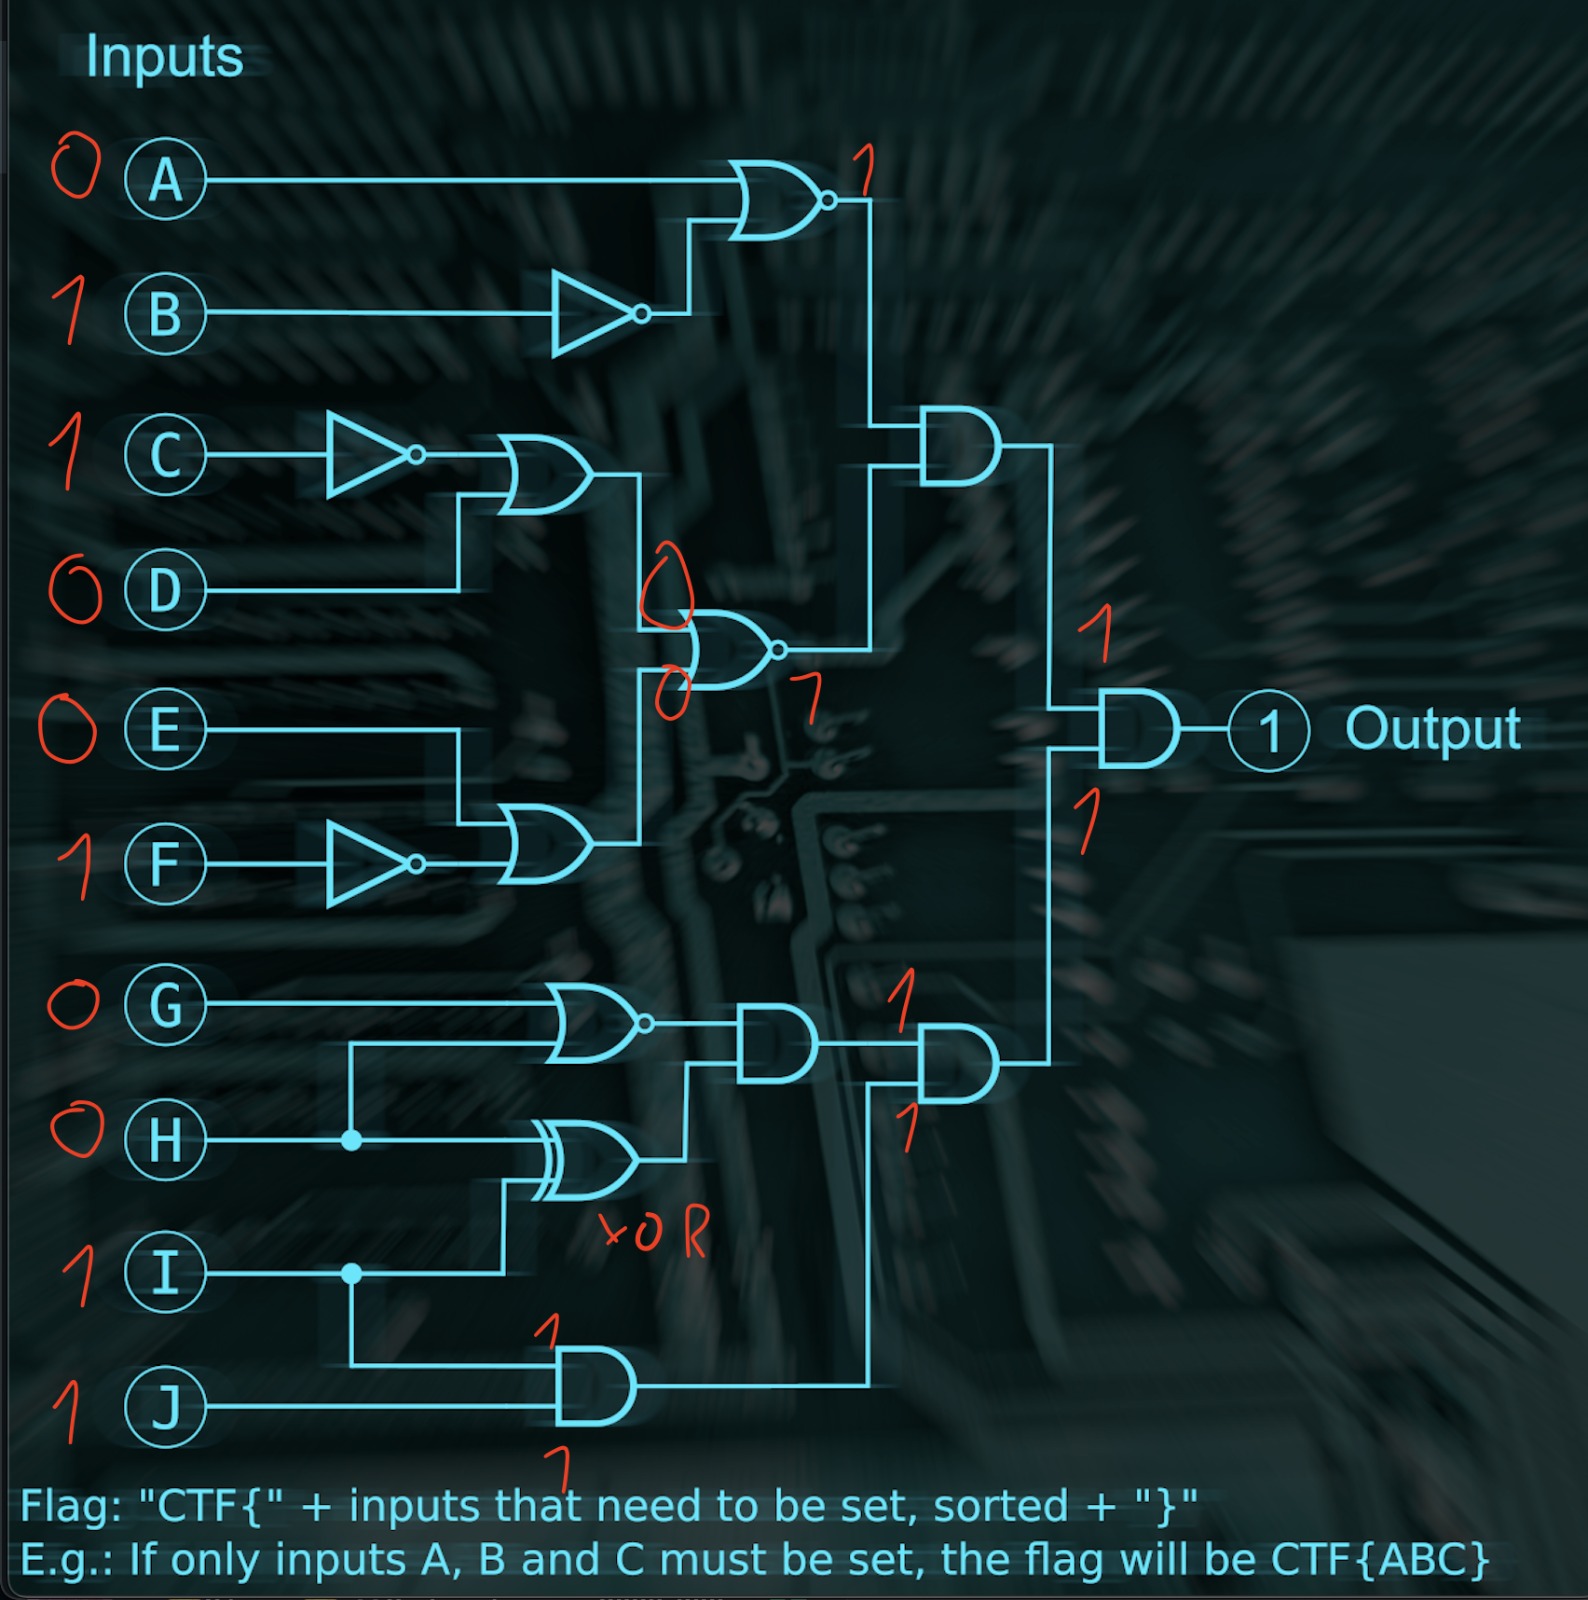 Inputs
0 A
1
1 B
1 C
0 D
0
0
1
1
0 E
1 Output
1
1 F
0 G
1
0 H
1
XOR
1 I
1
1 J
1
Flag: "CTF{" + inputs that need to be set, sorted + "}"
E.g.: If only inputs A, B and C must be set, the flag will be CTF{ABC}